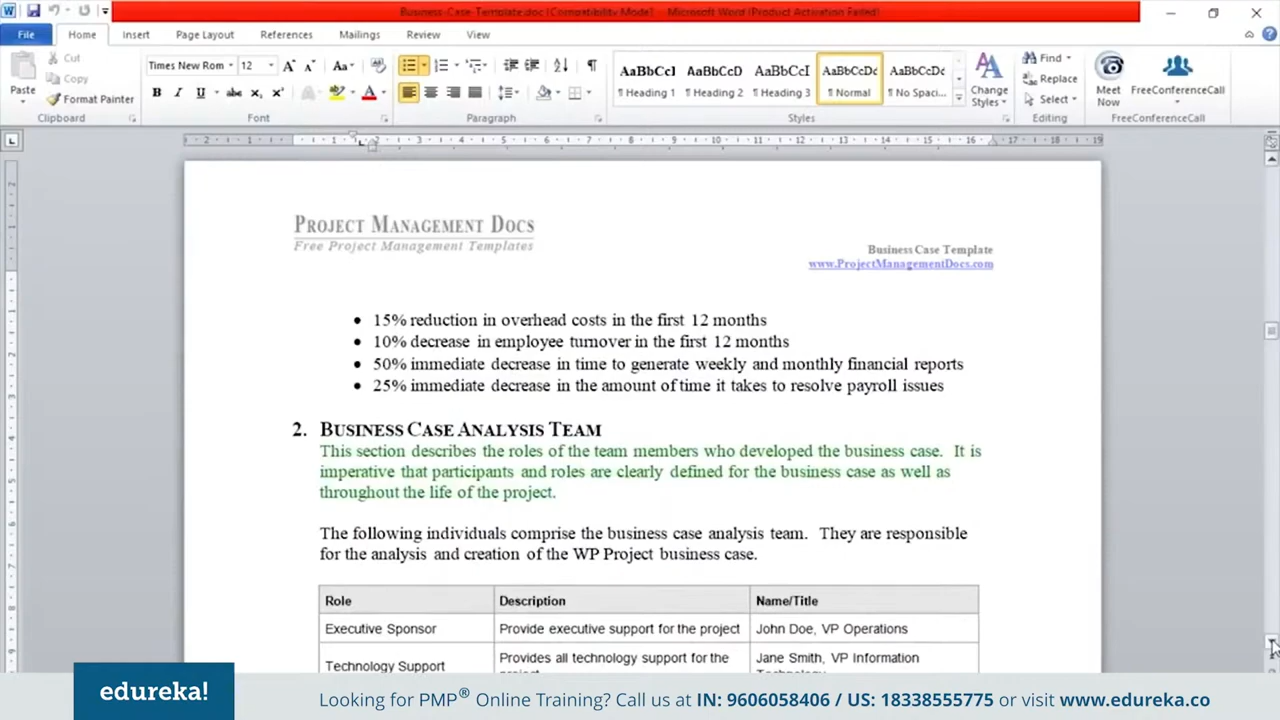 Business-Case-Template.doc [Compatibility Mode] - Microsoft Word (Product Activation Failed)
File Home Insert Page Layout References Mailings Review View
Paste
Cut
Copy
Format Painter
Clipboard
Times New Rom 12
Font
Paragraph
AaBbCcI AaBbCcD AaBbCcI AaBbCcDc AaBbCcDc
¶ Heading 1 ¶ Heading 2 ¶ Heading 3 ¶ Normal ¶ No Spaci...
Change Styles
Styles
Find
Replace
Select
Editing
Meet Now
FreeConferenceCall
FreeConferenceCall
PROJECT MANAGEMENT DOCS
Free Project Management Templates
Business Case Template
www.ProjectManagementDocs.com
• 15% reduction in overhead costs in the first 12 months
• 10% decrease in employee turnover in the first 12 months
• 50% immediate decrease in time to generate weekly and monthly financial reports
• 25% immediate decrease in the amount of time it takes to resolve payroll issues
2. BUSINESS CASE ANALYSIS TEAM
This section describes the roles of the team members who developed the business case. It is
imperative that participants and roles are clearly defined for the business case as well as
throughout the life of the project.
The following individuals comprise the business case analysis team. They are responsible
for the analysis and creation of the WP Project business case.
Role Description Name/Title
Executive Sponsor Provide executive support for the project John Doe, VP Operations
Technology Support Provides all technology support for the Jane Smith, VP Information
edureka!
Looking for PMP® Online Training? Call us at IN: 9606058406 / US: 18338555775 or visit www.edureka.co